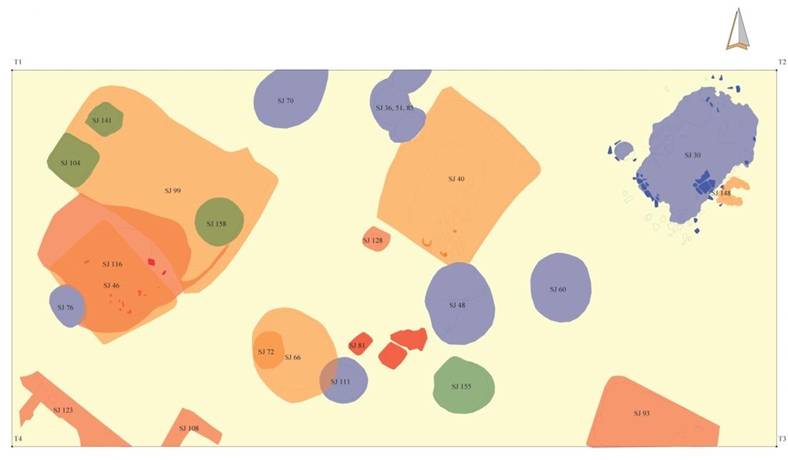 T1
T2
SJ 70
SJ 36, 51, 85
SJ 141
SJ 104
SJ 30
SJ 40
SJ 99
SJ 148
SJ 158
SJ 128
SJ 116
SJ 46
SJ 60
SJ 76
SJ 48
SJ 81
SJ 72
SJ 66
SJ 111
SJ 155
SJ 123
SJ 93
SJ 108
T4
T3